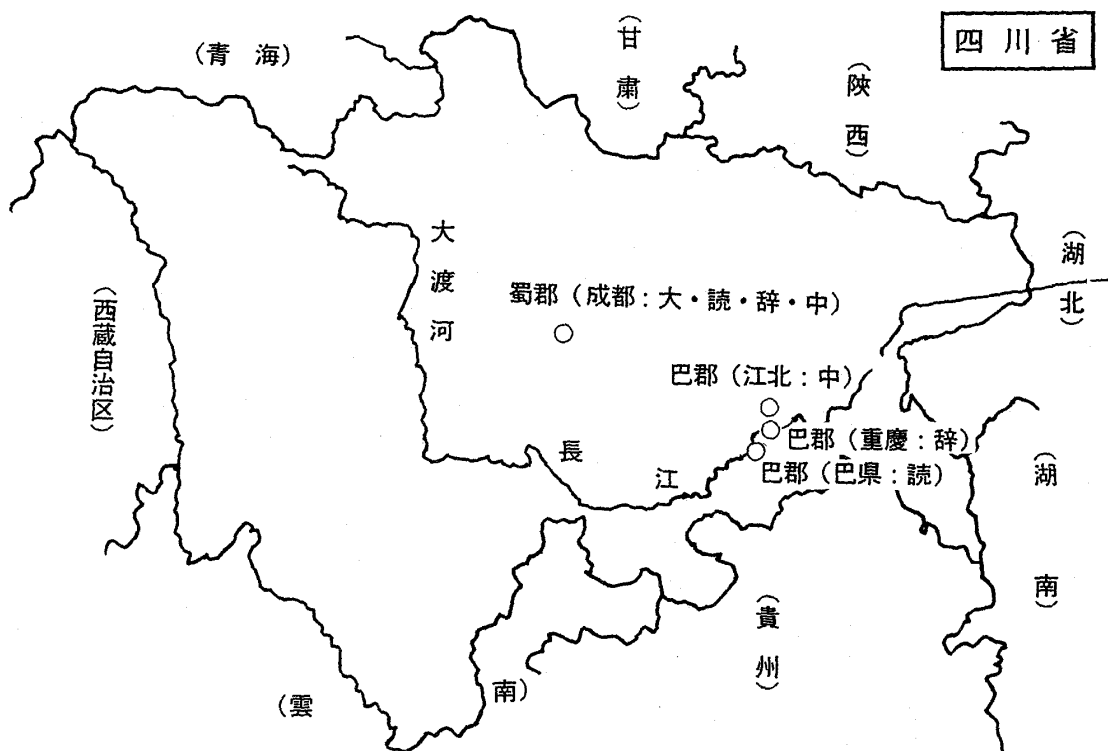 四川省
(青海)
(甘粛)
(陝西)
(湖北)
大渡河
蜀郡(成都:大・読・辞・中)
(西蔵自治区)
巴郡(江北:中)
巴郡(重慶:辞)
巴郡(巴県:読)
長江
(湖南)
(貴州)
(雲南)